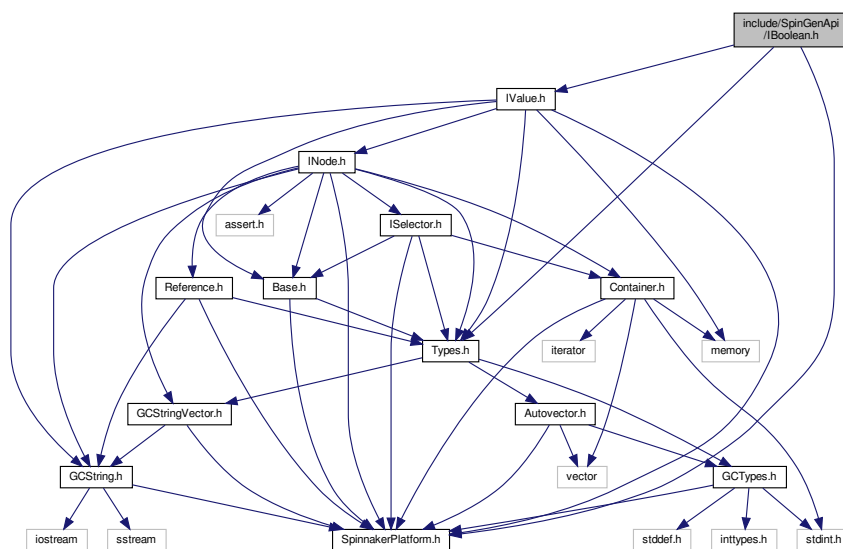 include/SpinGenApi
/IBoolean.h
IValue.h
INode.h
assert.h
ISelector.h
Reference.h
Base.h
Container.h
Types.h
iterator
memory
GCStringVector.h
Autovector.h
GCString.h
vector
GCTypes.h
iostream
sstream
SpinnakerPlatform.h
stddef.h
inttypes.h
stdint.h